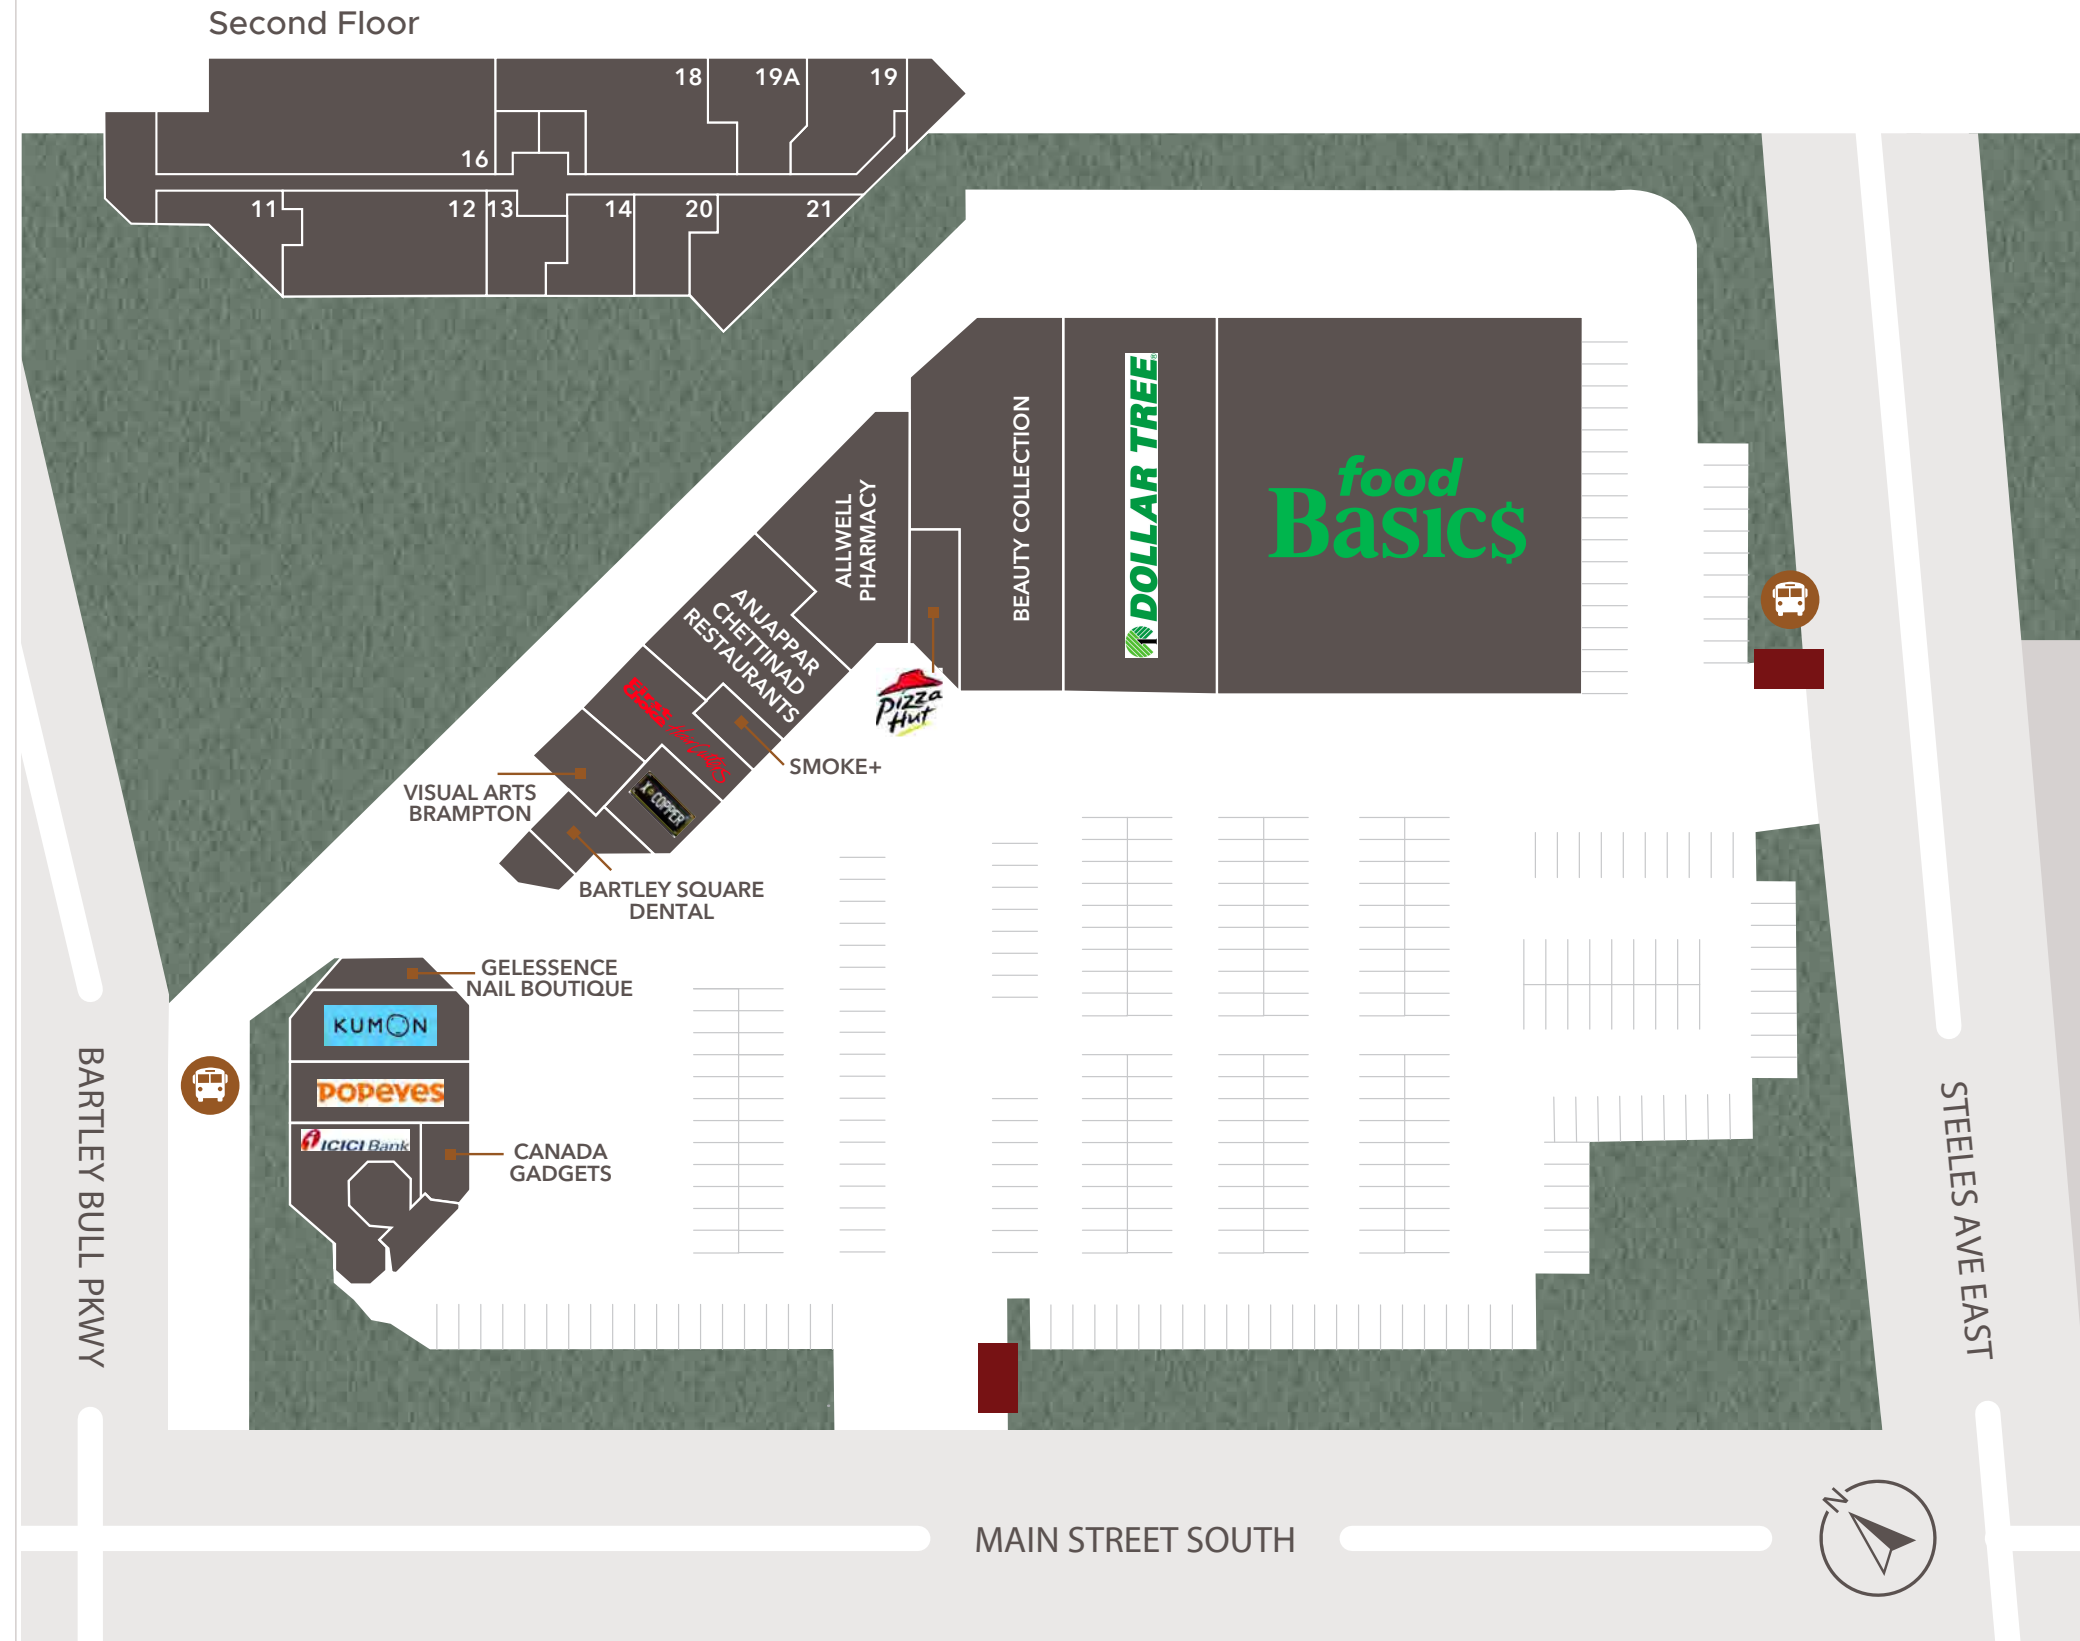 Second Floor
18
19A
19
16
11
12
13
14
20
21
BEAUTY COLLECTION
DOLLAR TREE
food
Basic$
ALLWELL
PHARMACY
ANJAPPAR
CHETTINAD
RESTAURANTS
Pizza
Hut
SMOKE+
X COPPER
VISUAL ARTS
BRAMPTON
BARTLEY SQUARE
DENTAL
GELESSENCE
NAIL BOUTIQUE
KUMON
POPEYES
ICICI Bank
CANADA
GADGETS
BARTLEY BULL PKWY
STEELES AVE EAST
MAIN STREET SOUTH
N